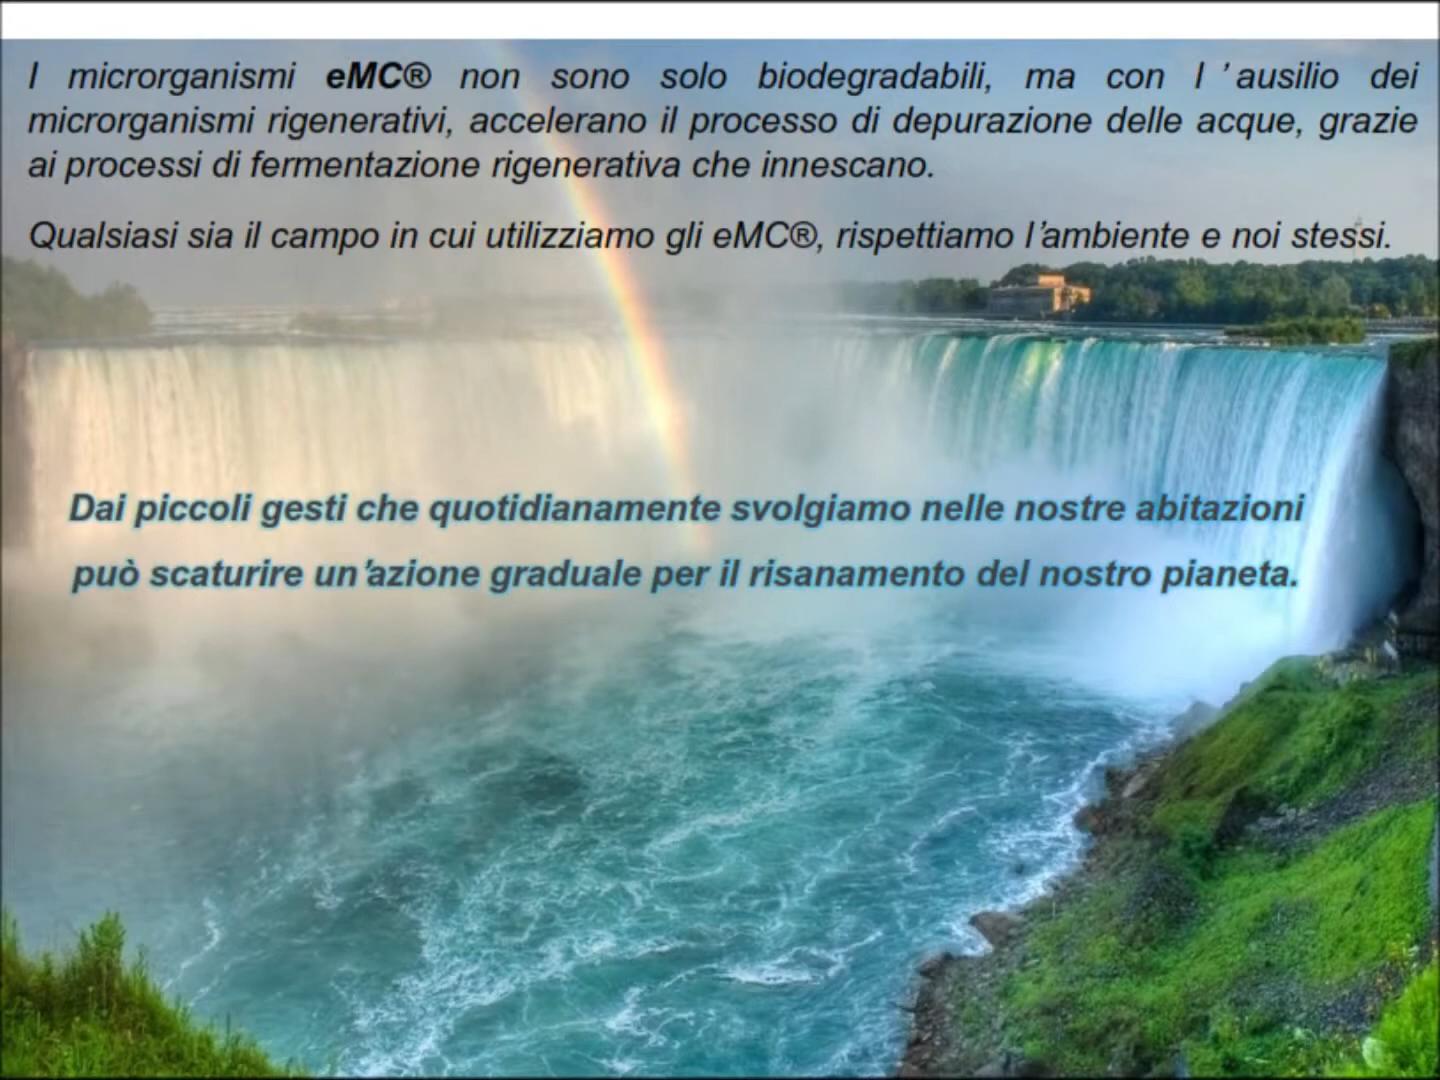 I microrganismi eMC® non sono solo biodegradabili, ma con l ’ ausilio dei
microrganismi rigenerativi, accelerano il processo di depurazione delle acque, grazie
ai processi di fermentazione rigenerativa che innescano.
Qualsiasi sia il campo in cui utilizziamo gli eMC®, rispettiamo l’ambiente e noi stessi.
Dai piccoli gesti che quotidianamente svolgiamo nelle nostre abitazioni
può scaturire un’azione graduale per il risanamento del nostro pianeta.